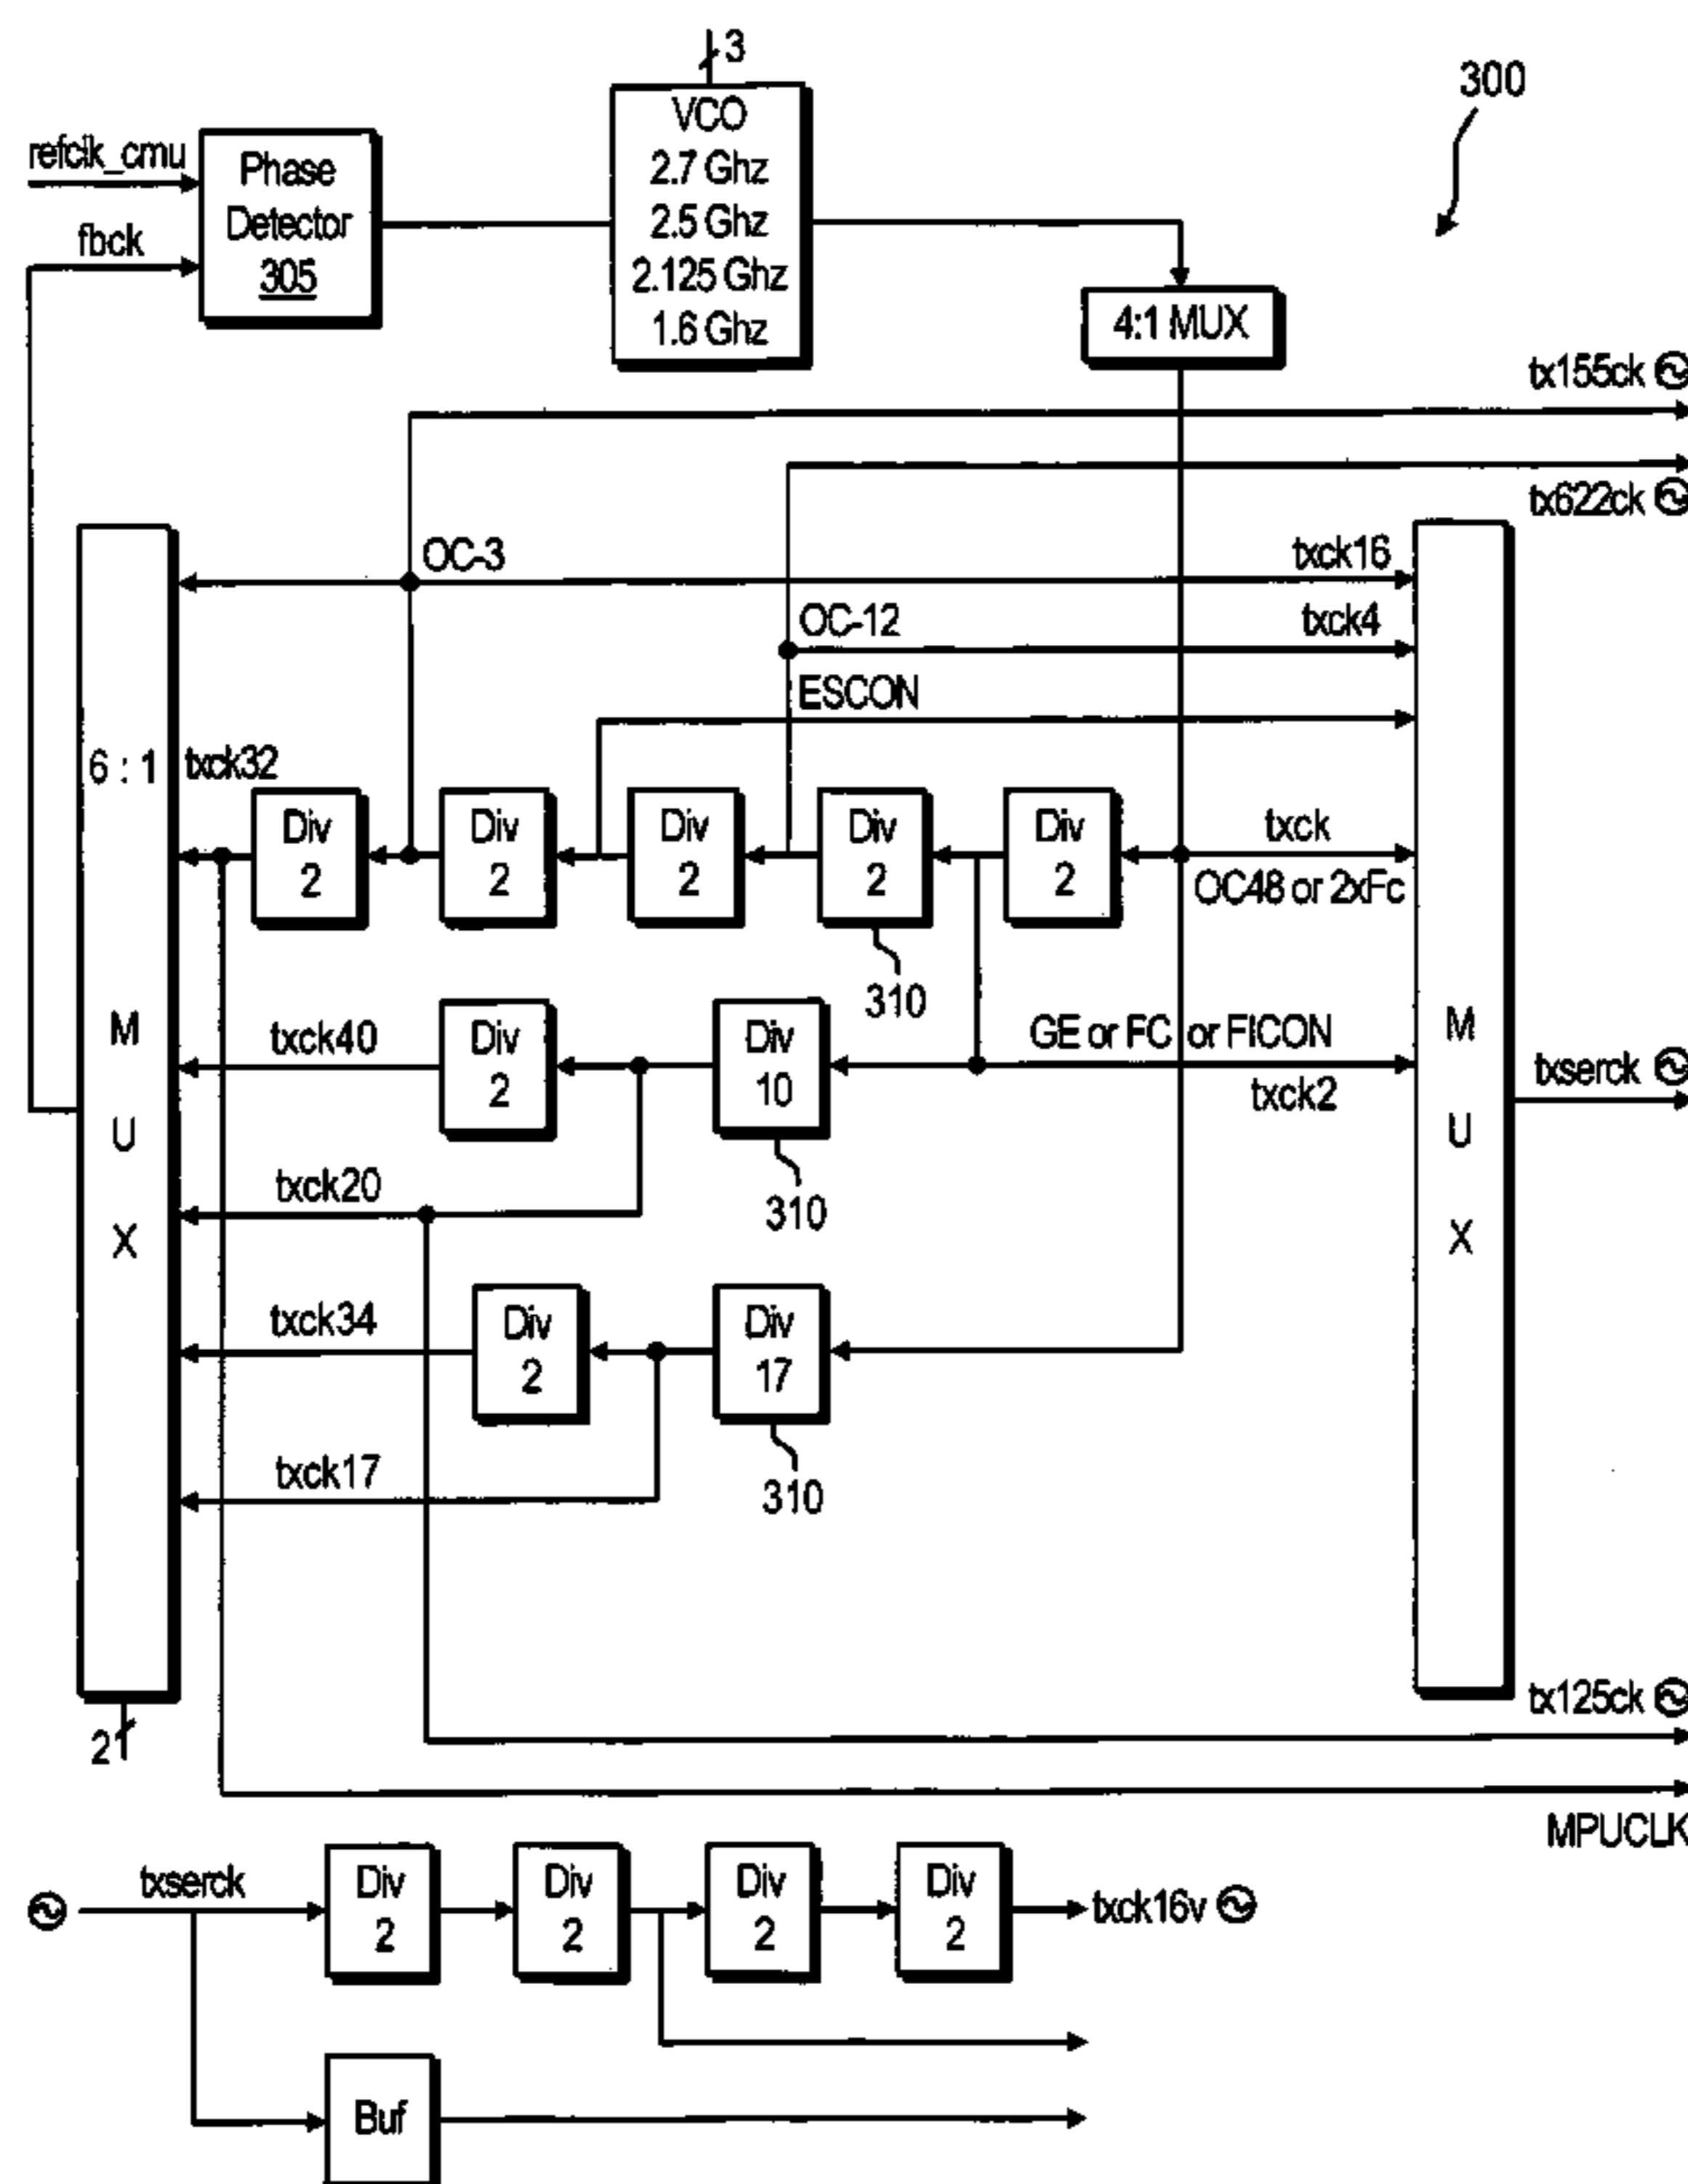 3
300
VCO
2.7 Ghz
2.5 Ghz
2.125 Ghz
1.6 Ghz
refclk_cmu
Phase
Detector
305
fbck
4:1 MUX
tx155ck
tx622ck
OC-3
txck16
OC-12
txck4
ESCON
6 : 1
M
U
X
txck32
Div
2
Div
2
Div
2
Div
2
Div
2
310
txck
OC48 or 2xFc
M
U
X
txck40
Div
2
Div
10
310
GE or FC or FICON
txck2
txserck
txck20
txck34
Div
2
Div
17
310
txck17
2
tx125ck
MPUCLK
txserck
Div
2
Div
2
Div
2
Div
2
txck16v
Buf